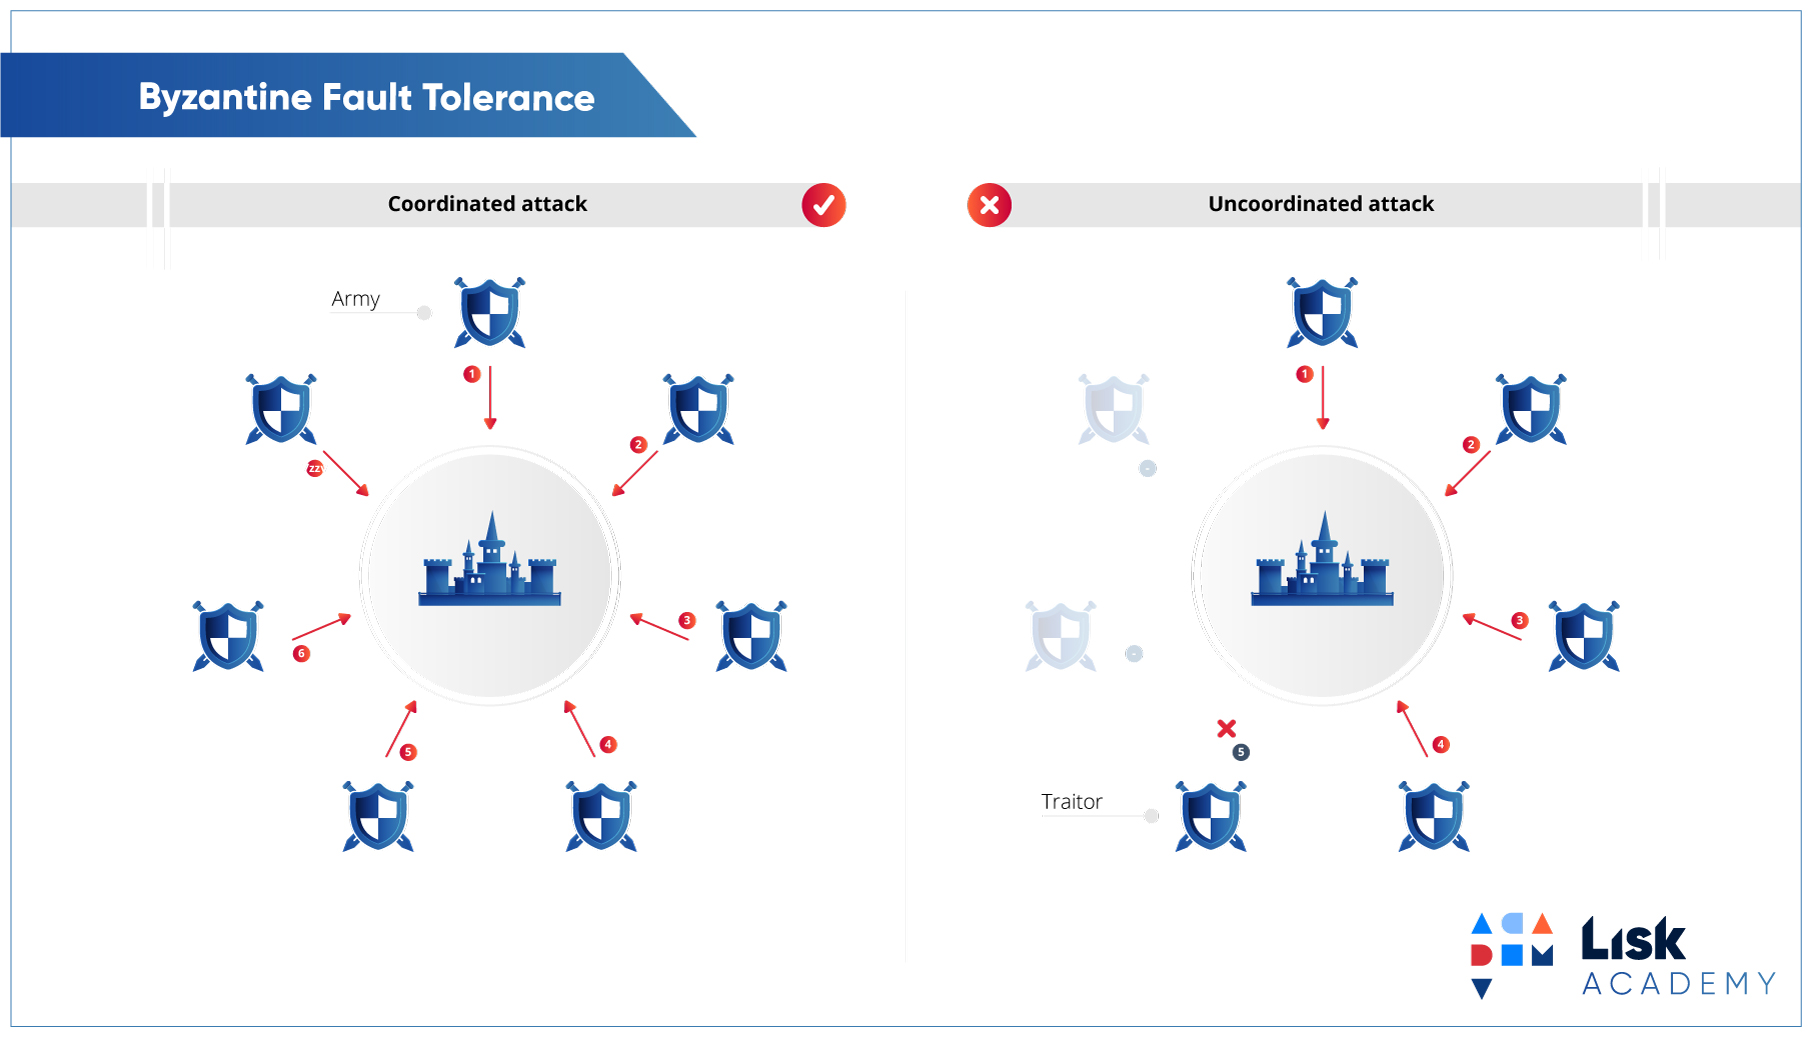 Byzantine Fault Tolerance
Coordinated attack
Uncoordinated attack
Army
1
2
zz
3
6
5
4
1
2
-
3
-
5
4
Traitor
Lisk
ACADEMY